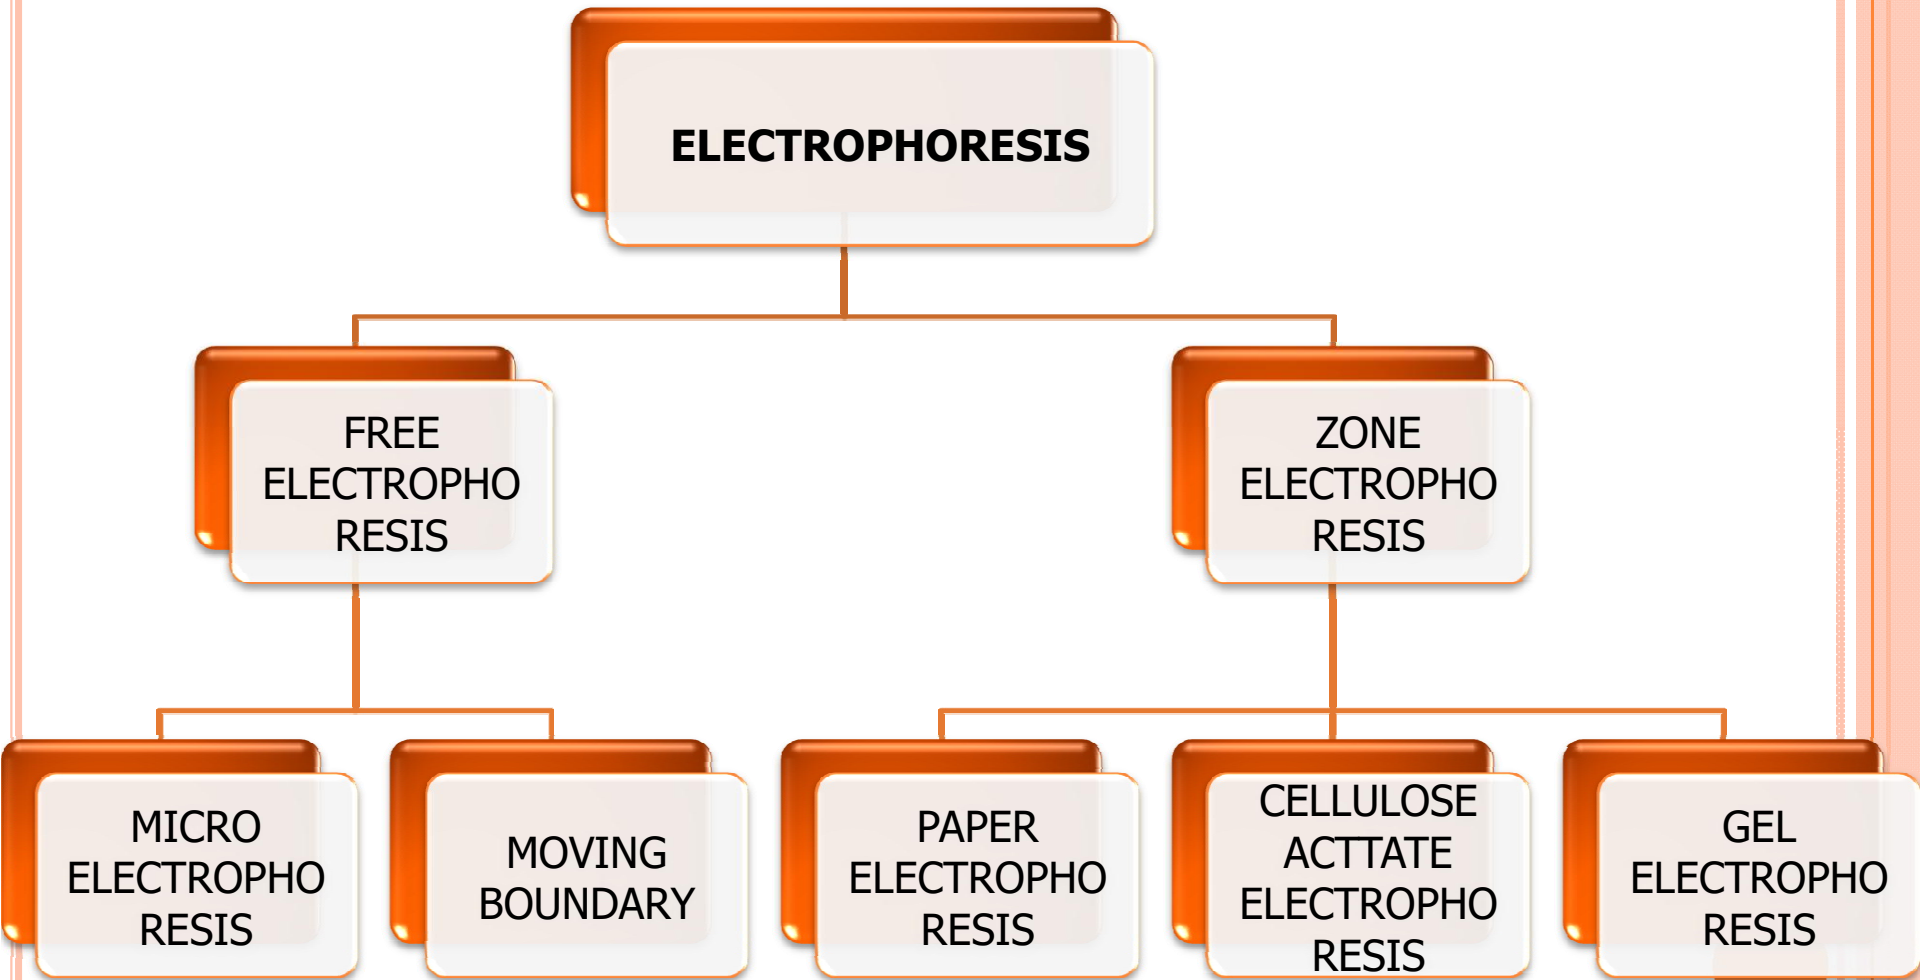 ELECTROPHORESIS
FREE
ELECTROPHO
RESIS
ZONE
ELECTROPHO
RESIS
MICRO
ELECTROPHO
RESIS
MOVING
BOUNDARY
PAPER
ELECTROPHO
RESIS
CELLULOSE
ACTTATE
ELECTROPHO
RESIS
GEL
ELECTROPHO
RESIS